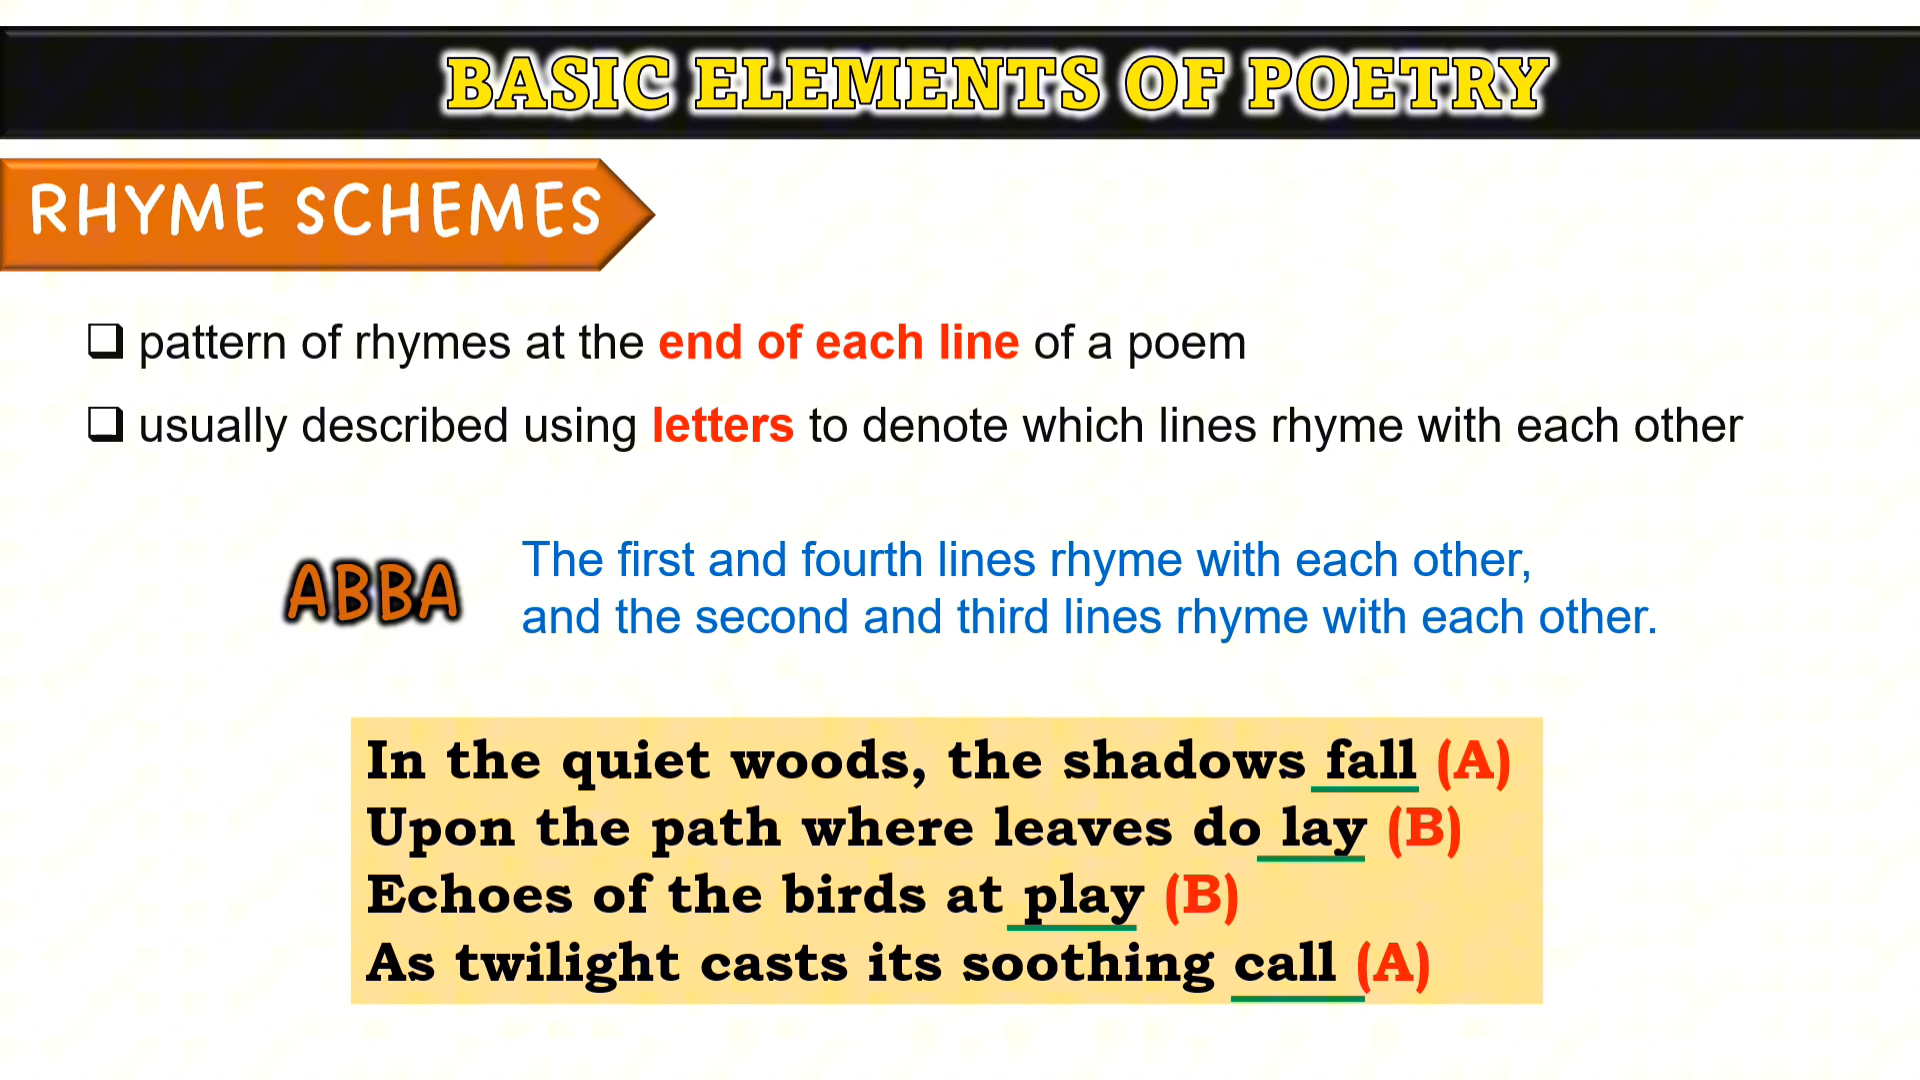 BASIC ELEMENTS OF POETRY
RHYME SCHEMES
❑ pattern of rhymes at the end of each line of a poem
❑ usually described using letters to denote which lines rhyme with each other
ABBA
The first and fourth lines rhyme with each other,
and the second and third lines rhyme with each other.
In the quiet woods, the shadows fall (A)
Upon the path where leaves do lay (B)
Echoes of the birds at play (B)
As twilight casts its soothing call (A)